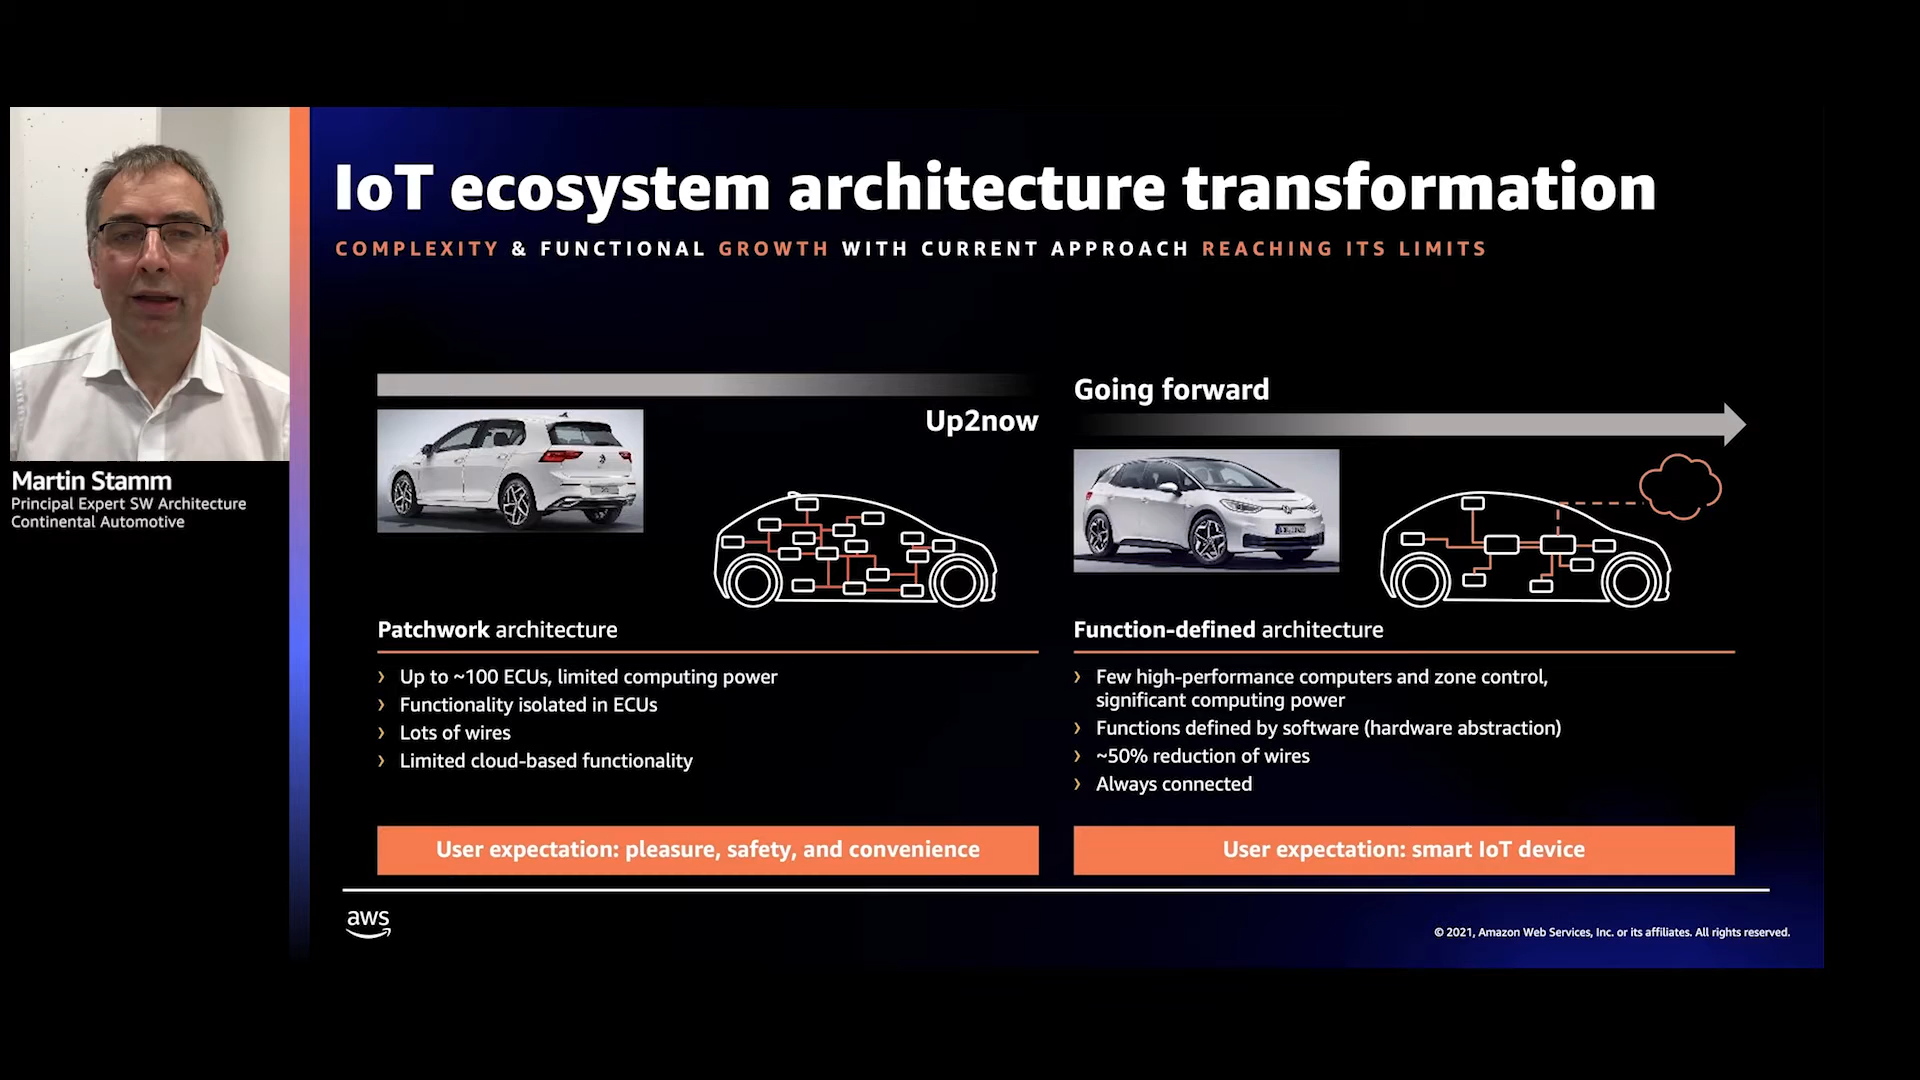 IoT ecosystem architecture transformation
COMPLEXITY & FUNCTIONAL GROWTH WITH CURRENT APPROACH REACHING ITS LIMITS
Martin Stamm
Principal Expert SW Architecture
Continental Automotive
Up2now
Patchwork architecture
› Up to ~100 ECUs, limited computing power
› Functionality isolated in ECUs
› Lots of wires
› Limited cloud-based functionality
User expectation: pleasure, safety, and convenience
Going forward
Function-defined architecture
› Few high-performance computers and zone control,
significant computing power
› Functions defined by software (hardware abstraction)
› ~50% reduction of wires
› Always connected
User expectation: smart IoT device
aws
© 2021, Amazon Web Services, Inc. or its affiliates. All rights reserved.